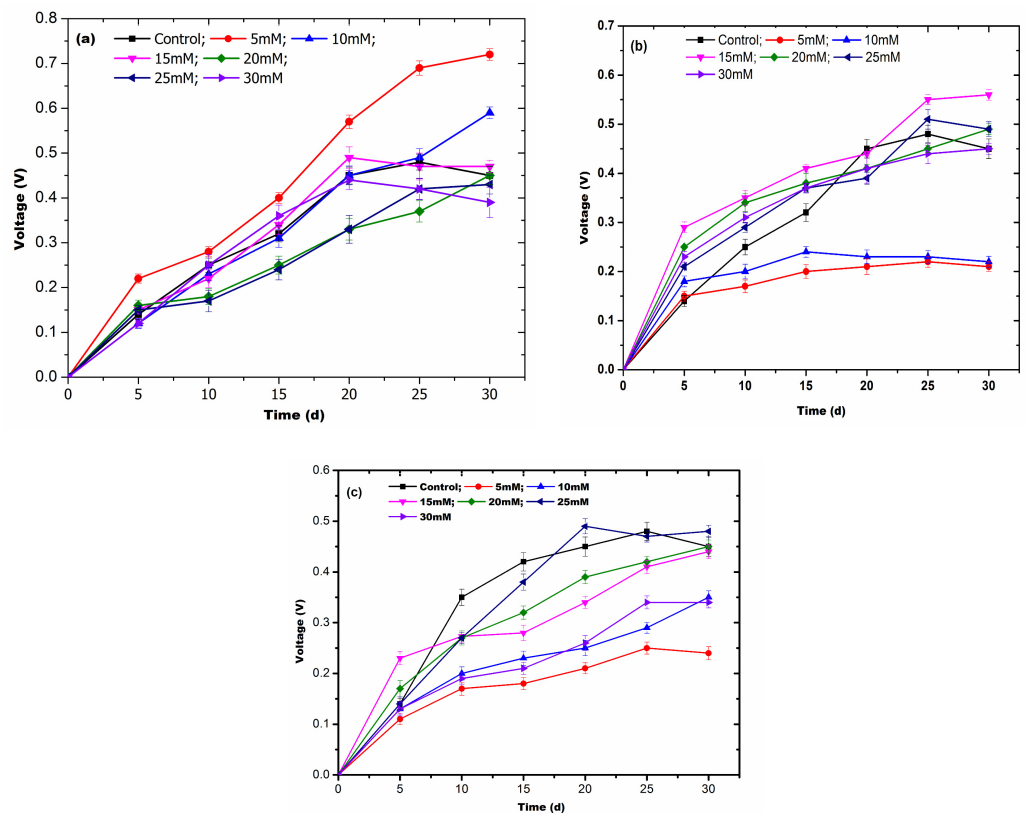 (a)
Control; 5mM; 10mM;
15mM; 20mM;
25mM; 30mM
0.8
0.7
0.6
0.5
0.4
0.3
0.2
0.1
0.0
Voltage (V)
0 5 10 15 20 25 30
Time (d)
(b)
Control; 5mM; 10mM
15mM; 20mM; 25mM
30mM
0.7
0.6
0.5
0.4
0.3
0.2
0.1
0.0
Voltage (V)
0 5 10 15 20 25 30
Time (d)
(c)
Control; 5mM; 10mM
15mM; 20mM; 25mM
30mM
0.6
0.5
0.4
0.3
0.2
0.1
0.0
Voltage (V)
0 5 10 15 20 25 30
Time (d)